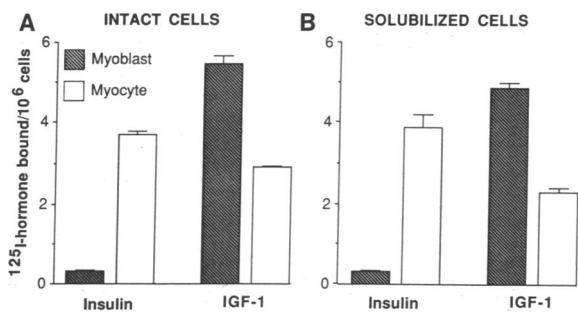 A INTACT CELLS
B SOLUBILIZED CELLS
125I-hormone bound/10^6 cells
6
4
2
0
Myoblast
Myocyte
Insulin IGF-1
6
4
2
0
Insulin IGF-1